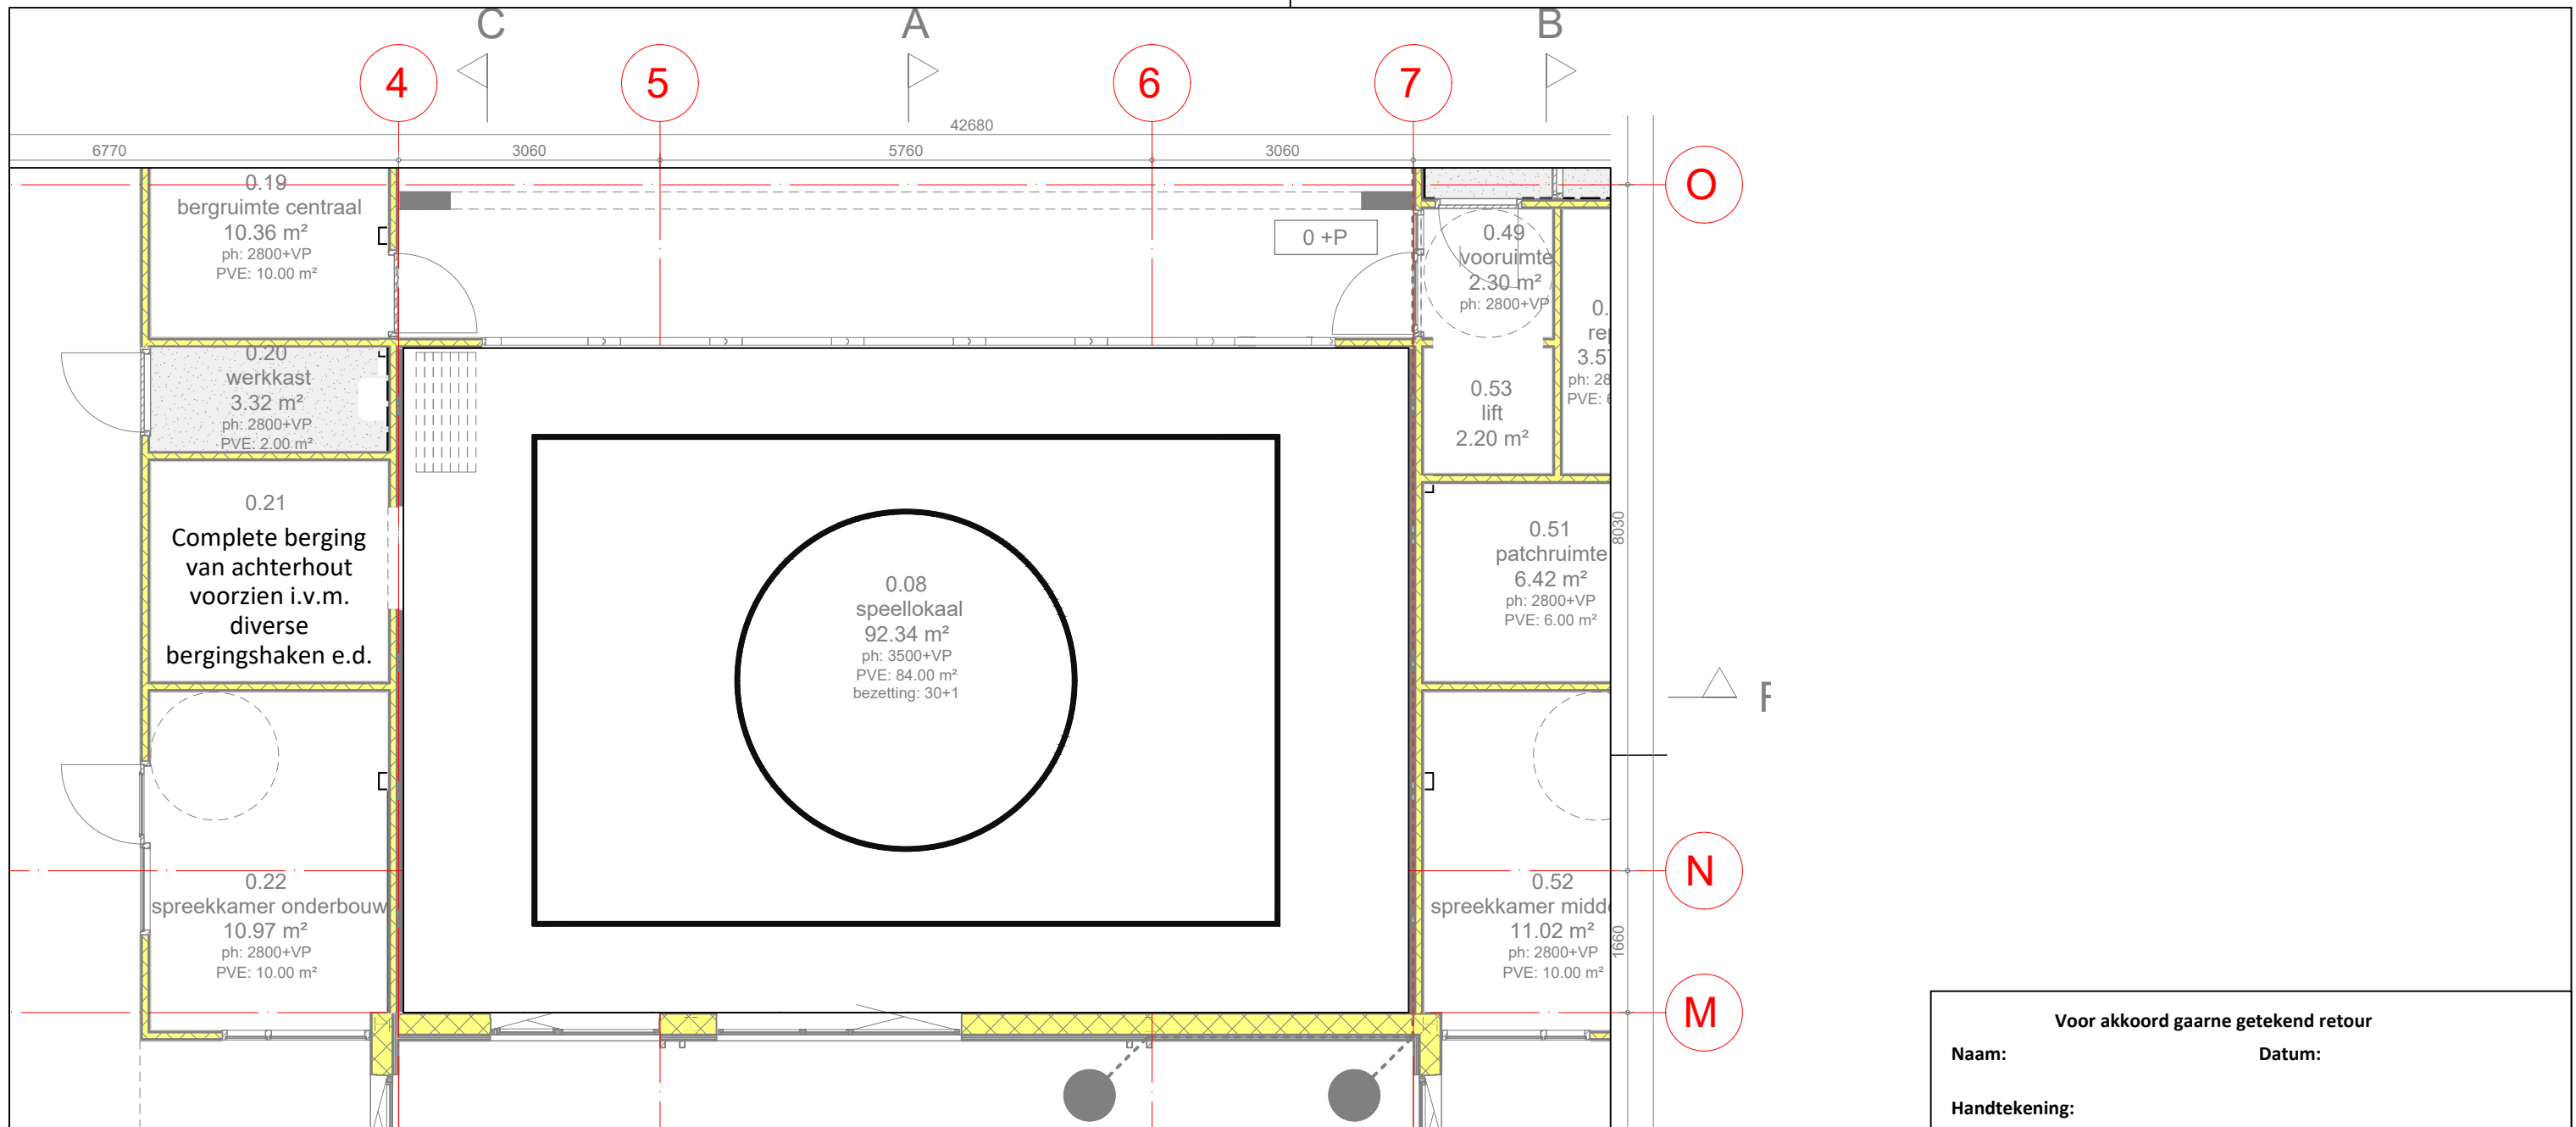 C
A
B
4
5
6
7
42680
6770
3060
5760
3060
O
0.19
bergruimte centraal
10.36 m²
ph: 2800+VP
PVE: 10.00 m²
0 +P
0.49
vooruimte
2.30 m²
ph: 2800+VP
0.20
werkkast
3.32 m²
ph: 2800+VP
PVE: 2.00 m²
0.53
lift
2.20 m²
ph: 28
PVE:
0.21
Complete berging
van achterhout
voorzien i.v.m.
diverse
bergingshaken e.d.
0.08
speellokaal
92.34 m²
ph: 3500+VP
PVE: 84.00 m²
bezetting: 30+1
0.51
patchruimte
6.42 m²
ph: 2800+VP
PVE: 6.00 m²
8030
N
0.22
spreekkamer onderbouw
10.97 m²
ph: 2800+VP
PVE: 10.00 m²
0.52
spreekkamer midd
11.02 m²
ph: 2800+VP
PVE: 10.00 m²
1660
M
Voor akkoord gaarne getekend retour
Naam:
Datum:
Handtekening: